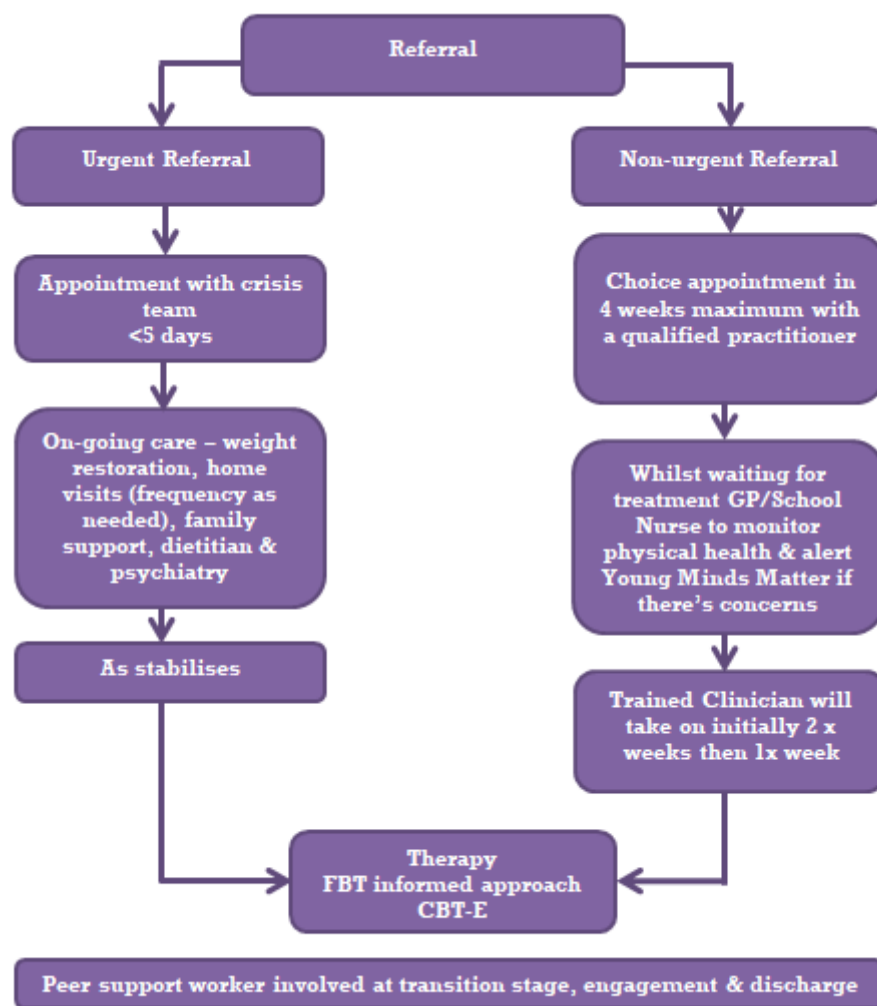 Referral
Urgent Referral
Non-urgent Referral
Appointment with crisis
team
<5 days
Choice appointment in
4 weeks maximum with
a qualified practitioner
On-going care – weight
restoration, home
visits (frequency as
needed), family
support, dietitian &
psychiatry
Whilst waiting for
treatment GP/School
Nurse to monitor
physical health & alert
Young Minds Matter if
there's concerns
As stabilises
Trained Clinician will
take on initially 2 x
weeks then 1x week
Therapy
FBT informed approach
CBT-E
Peer support worker involved at transition stage, engagement & discharge